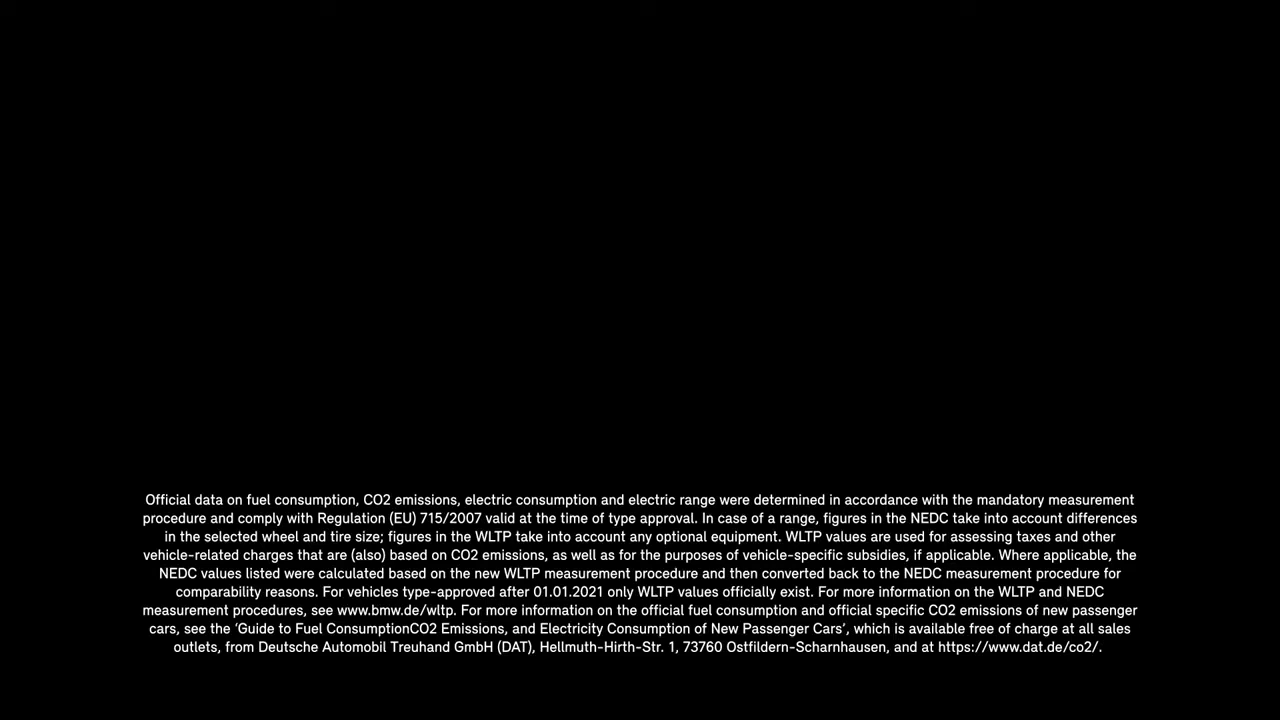 Official data on fuel consumption, CO2 emissions, electric consumption and electric range were determined in accordance with the mandatory measurement
procedure and comply with Regulation (EU) 715/2007 valid at the time of type approval. In case of a range, figures in the NEDC take into account differences
in the selected wheel and tire size; figures in the WLTP take into account any optional equipment. WLTP values are used for assessing taxes and other
vehicle-related charges that are (also) based on CO2 emissions, as well as for the purposes of vehicle-specific subsidies, if applicable. Where applicable, the
NEDC values listed were calculated based on the new WLTP measurement procedure and then converted back to the NEDC measurement procedure for
comparability reasons. For vehicles type-approved after 01.01.2021 only WLTP values officially exist. For more information on the WLTP and NEDC
measurement procedures, see www.bmw.de/wltp. For more information on the official fuel consumption and official specific CO2 emissions of new passenger
cars, see the ‘Guide to Fuel ConsumptionCO2 Emissions, and Electricity Consumption of New Passenger Cars’, which is available free of charge at all sales
outlets, from Deutsche Automobil Treuhand GmbH (DAT), Hellmuth-Hirth-Str. 1, 73760 Ostfildern-Scharnhausen, and at https://www.dat.de/co2/.